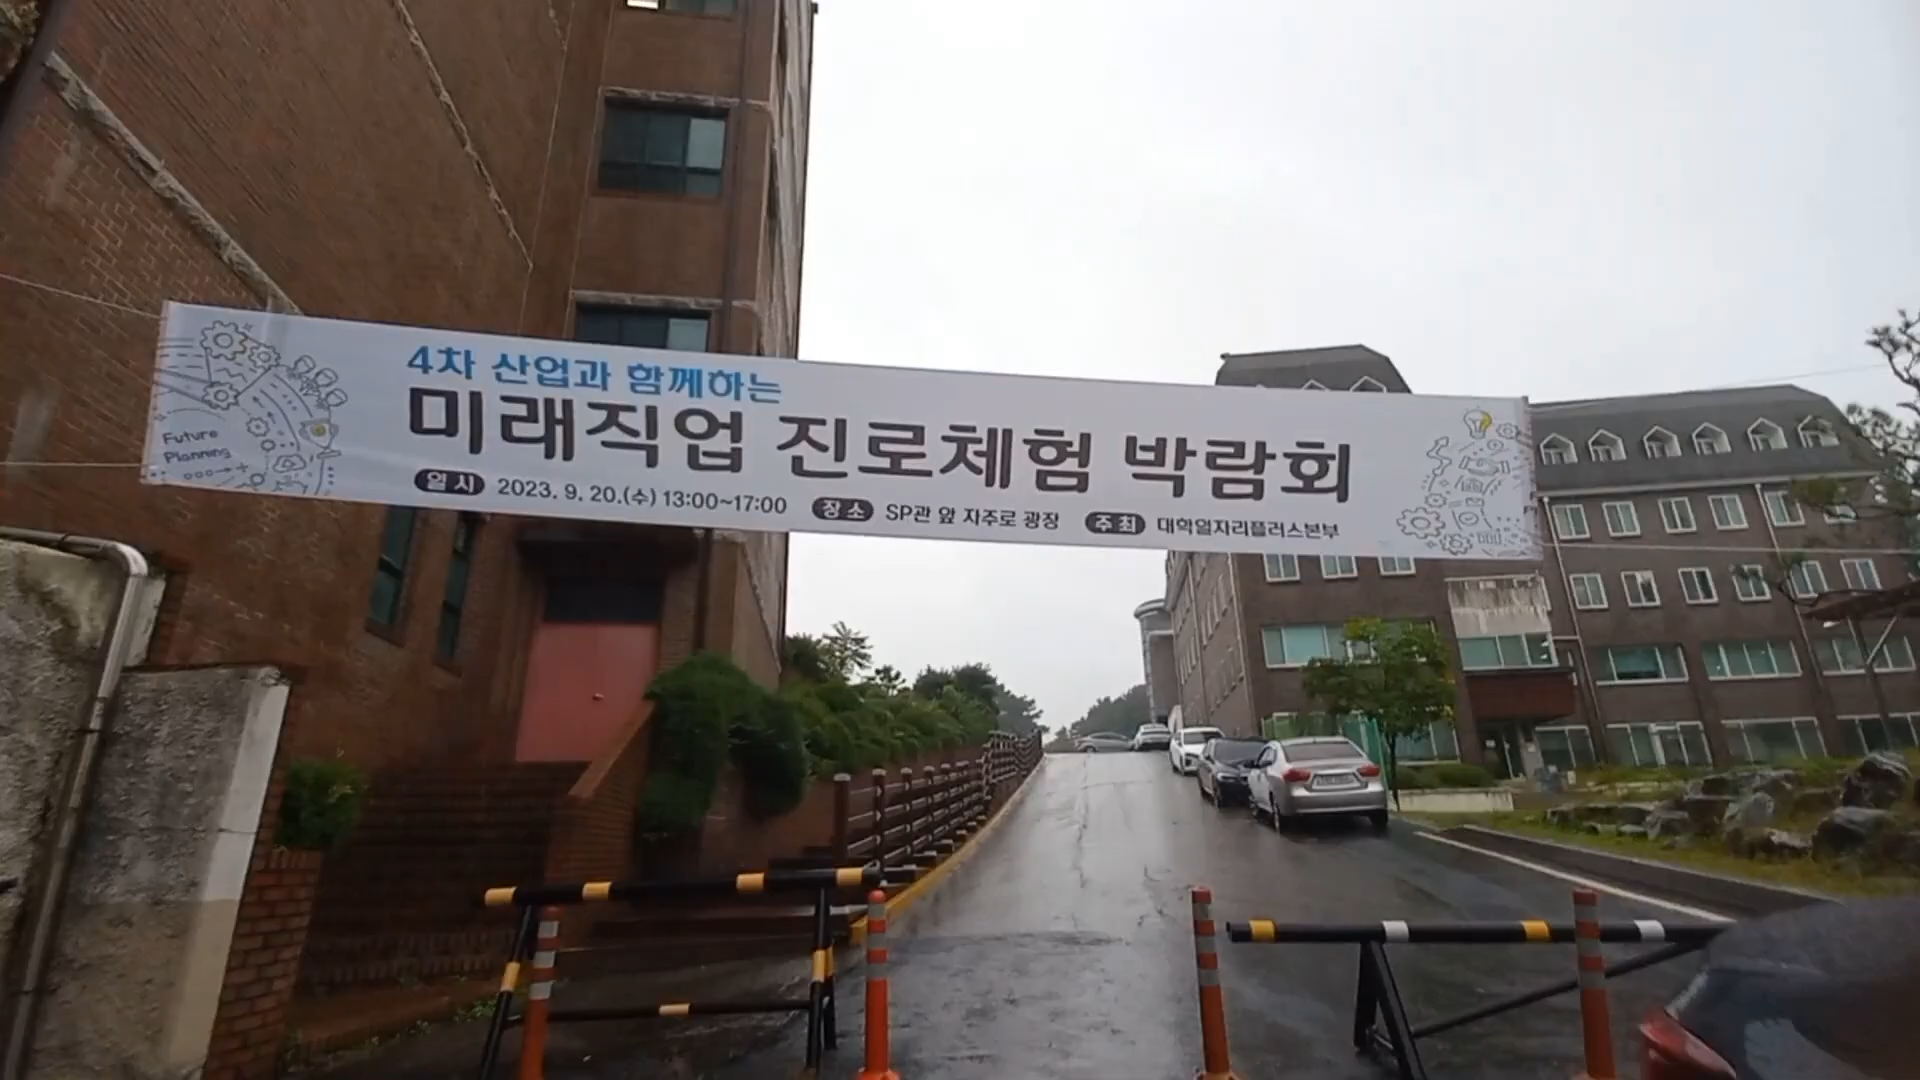 4차 산업과 함께하는
미래직업 진로체험 박람회
일시 2023. 9. 20.(수) 13:00~17:00 장소 SP관 앞 자주로 광장 주최 대학일자리플러스본부
Future
Planning